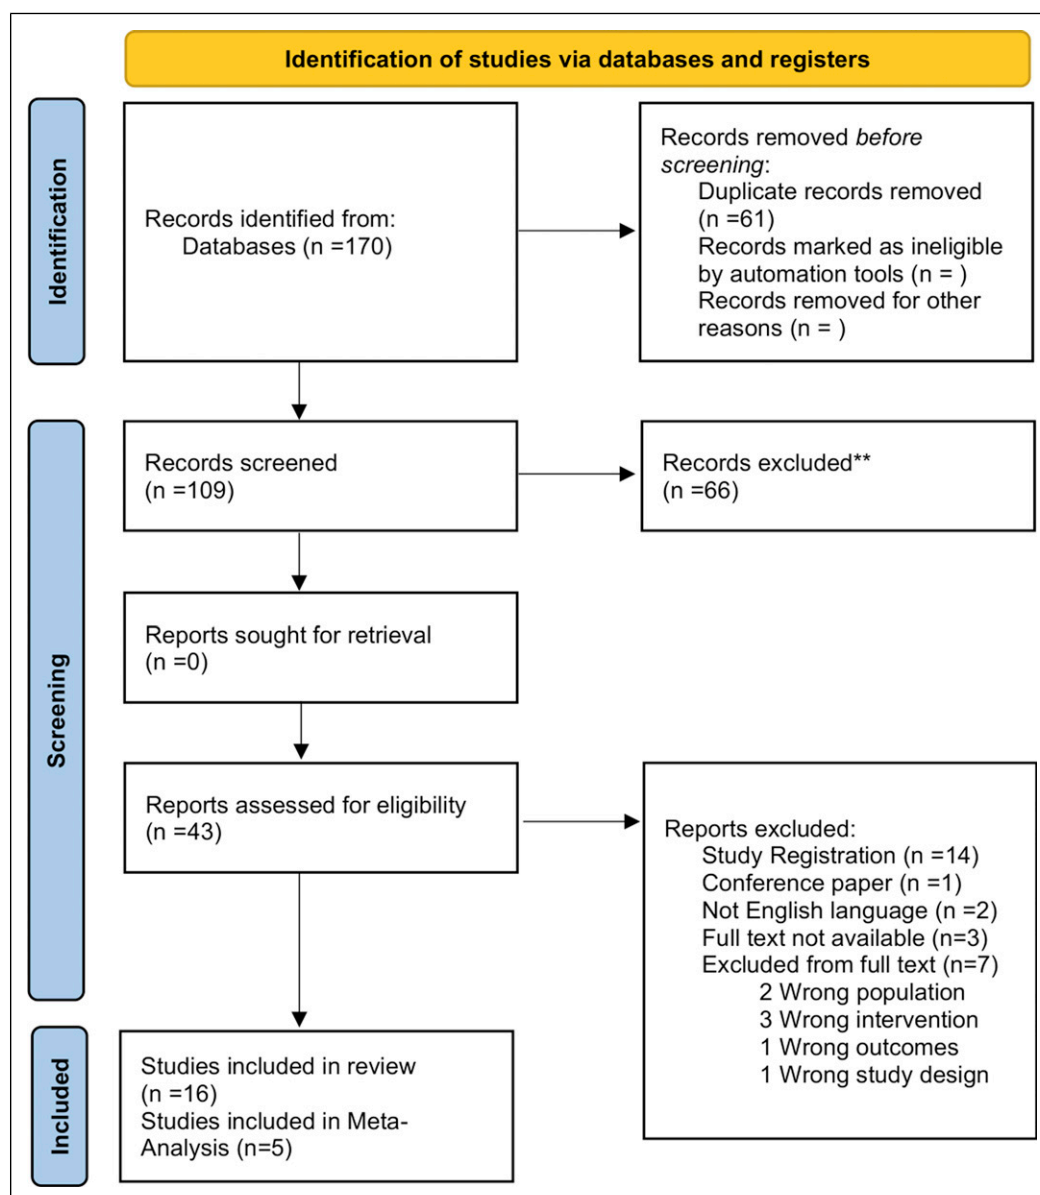 Identification of studies via databases and registers
Identification
Records identified from:
Databases (n =170)
Records removed before
screening:
Duplicate records removed
(n =61)
Records marked as ineligible
by automation tools (n = )
Records removed for other
reasons (n = )
Screening
Records screened
(n =109)
Records excluded**
(n =66)
Reports sought for retrieval
(n =0)
Reports assessed for eligibility
(n =43)
Reports excluded:
Study Registration (n =14)
Conference paper (n =1)
Not English language (n =2)
Full text not available (n=3)
Excluded from full text (n=7)
2 Wrong population
3 Wrong intervention
1 Wrong outcomes
1 Wrong study design
Included
Studies included in review
(n =16)
Studies included in Meta-
Analysis (n=5)